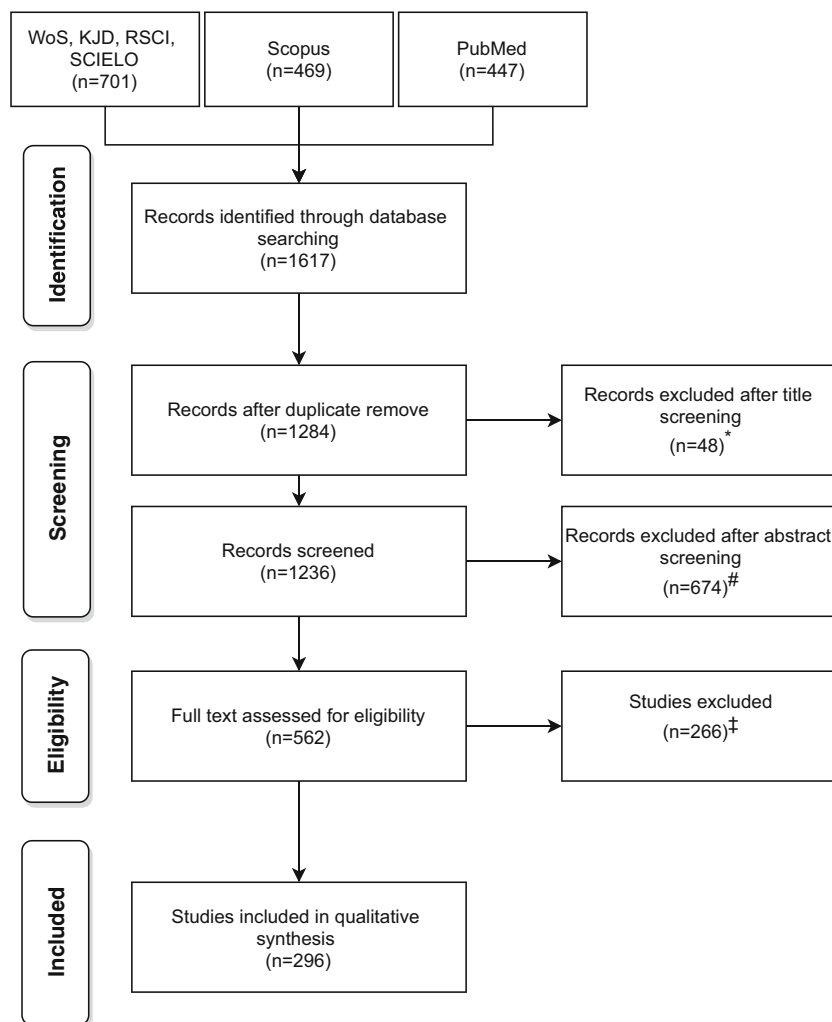 WoS, KJD, RSCI,
SCIELO
(n=701)
Scopus
(n=469)
PubMed
(n=447)
Identification
Records identified through database
searching
(n=1617)
Screening
Records after duplicate remove
(n=1284)
Records excluded after title
screening
(n=48)*
Records screened
(n=1236)
Records excluded after abstract
screening
(n=674)#
Eligibility
Full text assessed for eligibility
(n=562)
Studies excluded
(n=266)‡
Included
Studies included in qualitative
synthesis
(n=296)